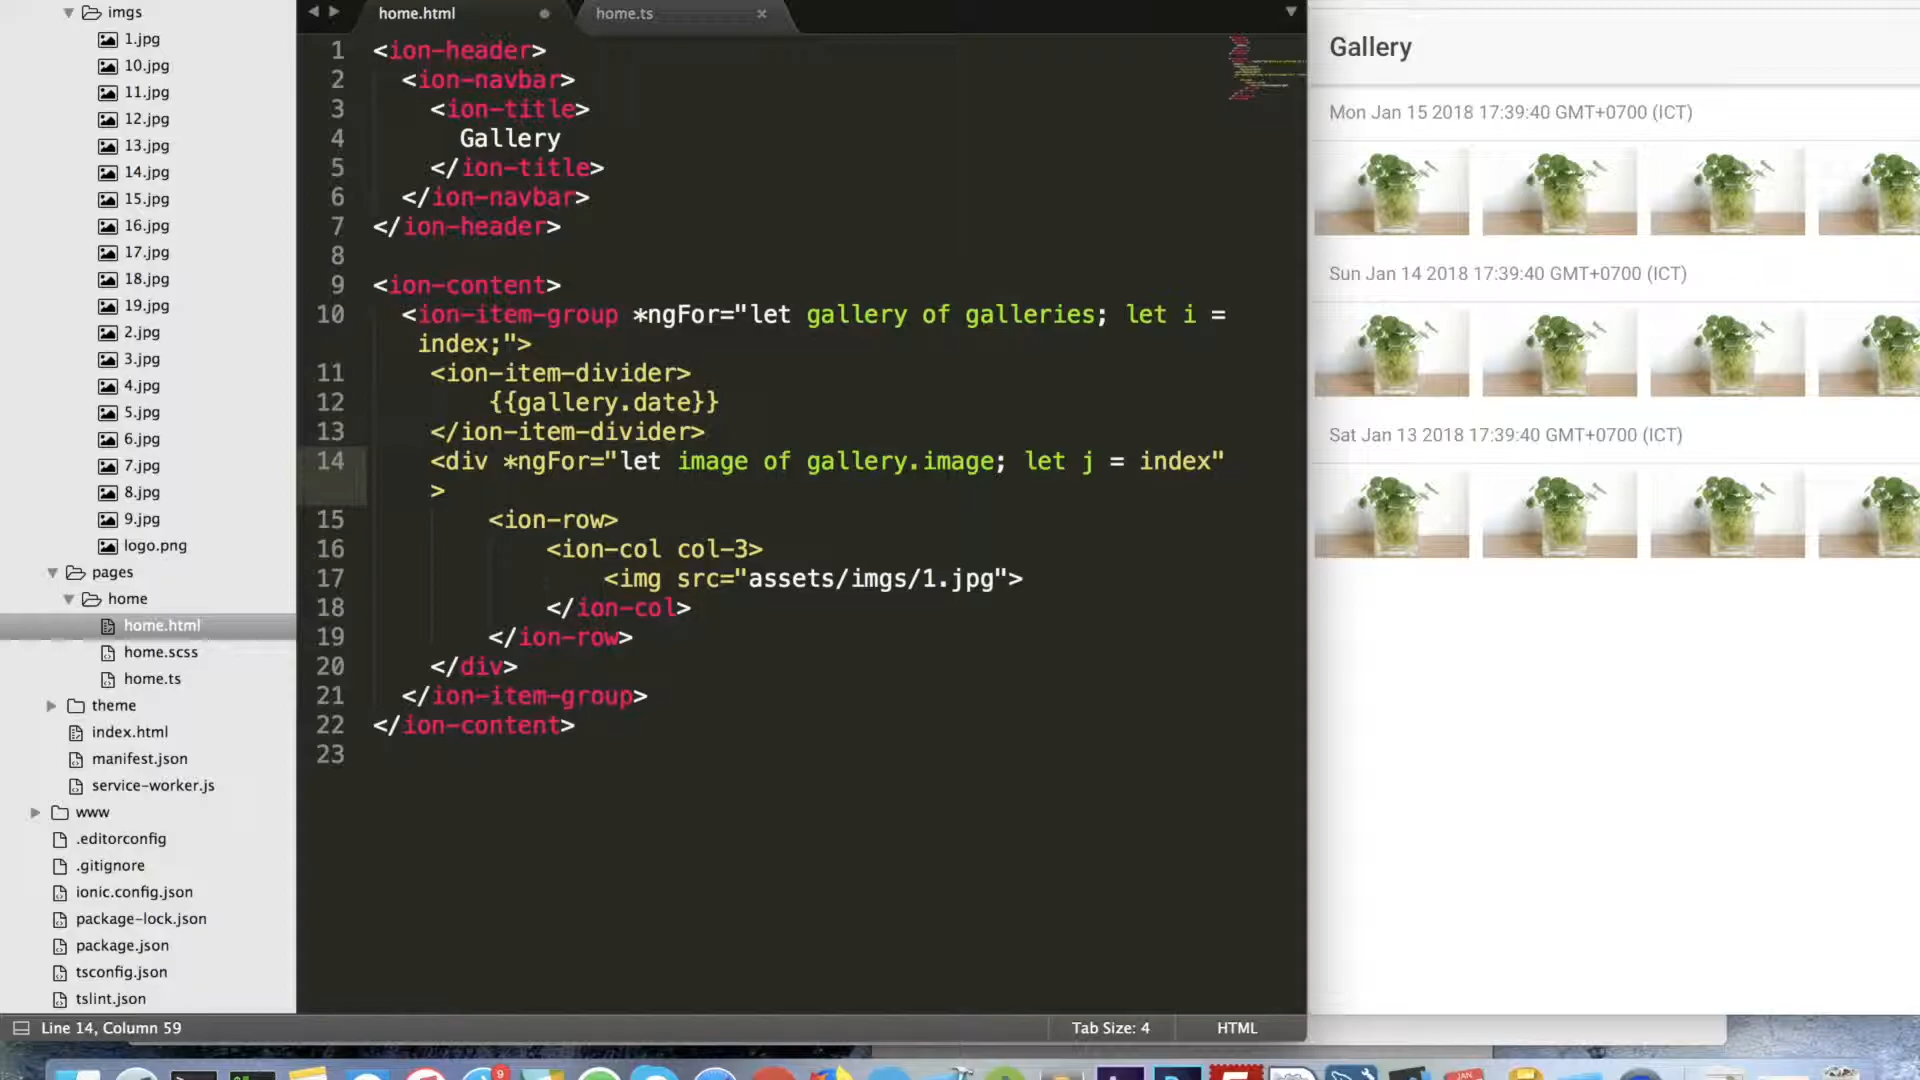 imgs
1.jpg
10.jpg
11.jpg
12.jpg
13.jpg
14.jpg
15.jpg
16.jpg
17.jpg
18.jpg
19.jpg
2.jpg
3.jpg
4.jpg
5.jpg
6.jpg
7.jpg
8.jpg
9.jpg
logo.png
pages
home
home.html
home.scss
home.ts
theme
index.html
manifest.json
service-worker.js
www
.editorconfig
.gitignore
ionic.config.json
package-lock.json
package.json
tsconfig.json
tslint.json
home.html
home.ts
1 <ion-header>
2 <ion-navbar>
3 <ion-title>
4 Gallery
5 </ion-title>
6 </ion-navbar>
7 </ion-header>
8
9 <ion-content>
10 <ion-item-group *ngFor="let gallery of galleries; let i =
index;">
11 <ion-item-divider>
12 {{gallery.date}}
13 </ion-item-divider>
14 <div *ngFor="let image of gallery.image; let j = index"
>
15 <ion-row>
16 <ion-col col-3>
17 <img src="assets/imgs/1.jpg">
18 </ion-col>
19 </ion-row>
20 </div>
21 </ion-item-group>
22 </ion-content>
23
Line 14, Column 59
Tab Size: 4
HTML
Gallery
Mon Jan 15 2018 17:39:40 GMT+0700 (ICT)
Sun Jan 14 2018 17:39:40 GMT+0700 (ICT)
Sat Jan 13 2018 17:39:40 GMT+0700 (ICT)
9
JAN